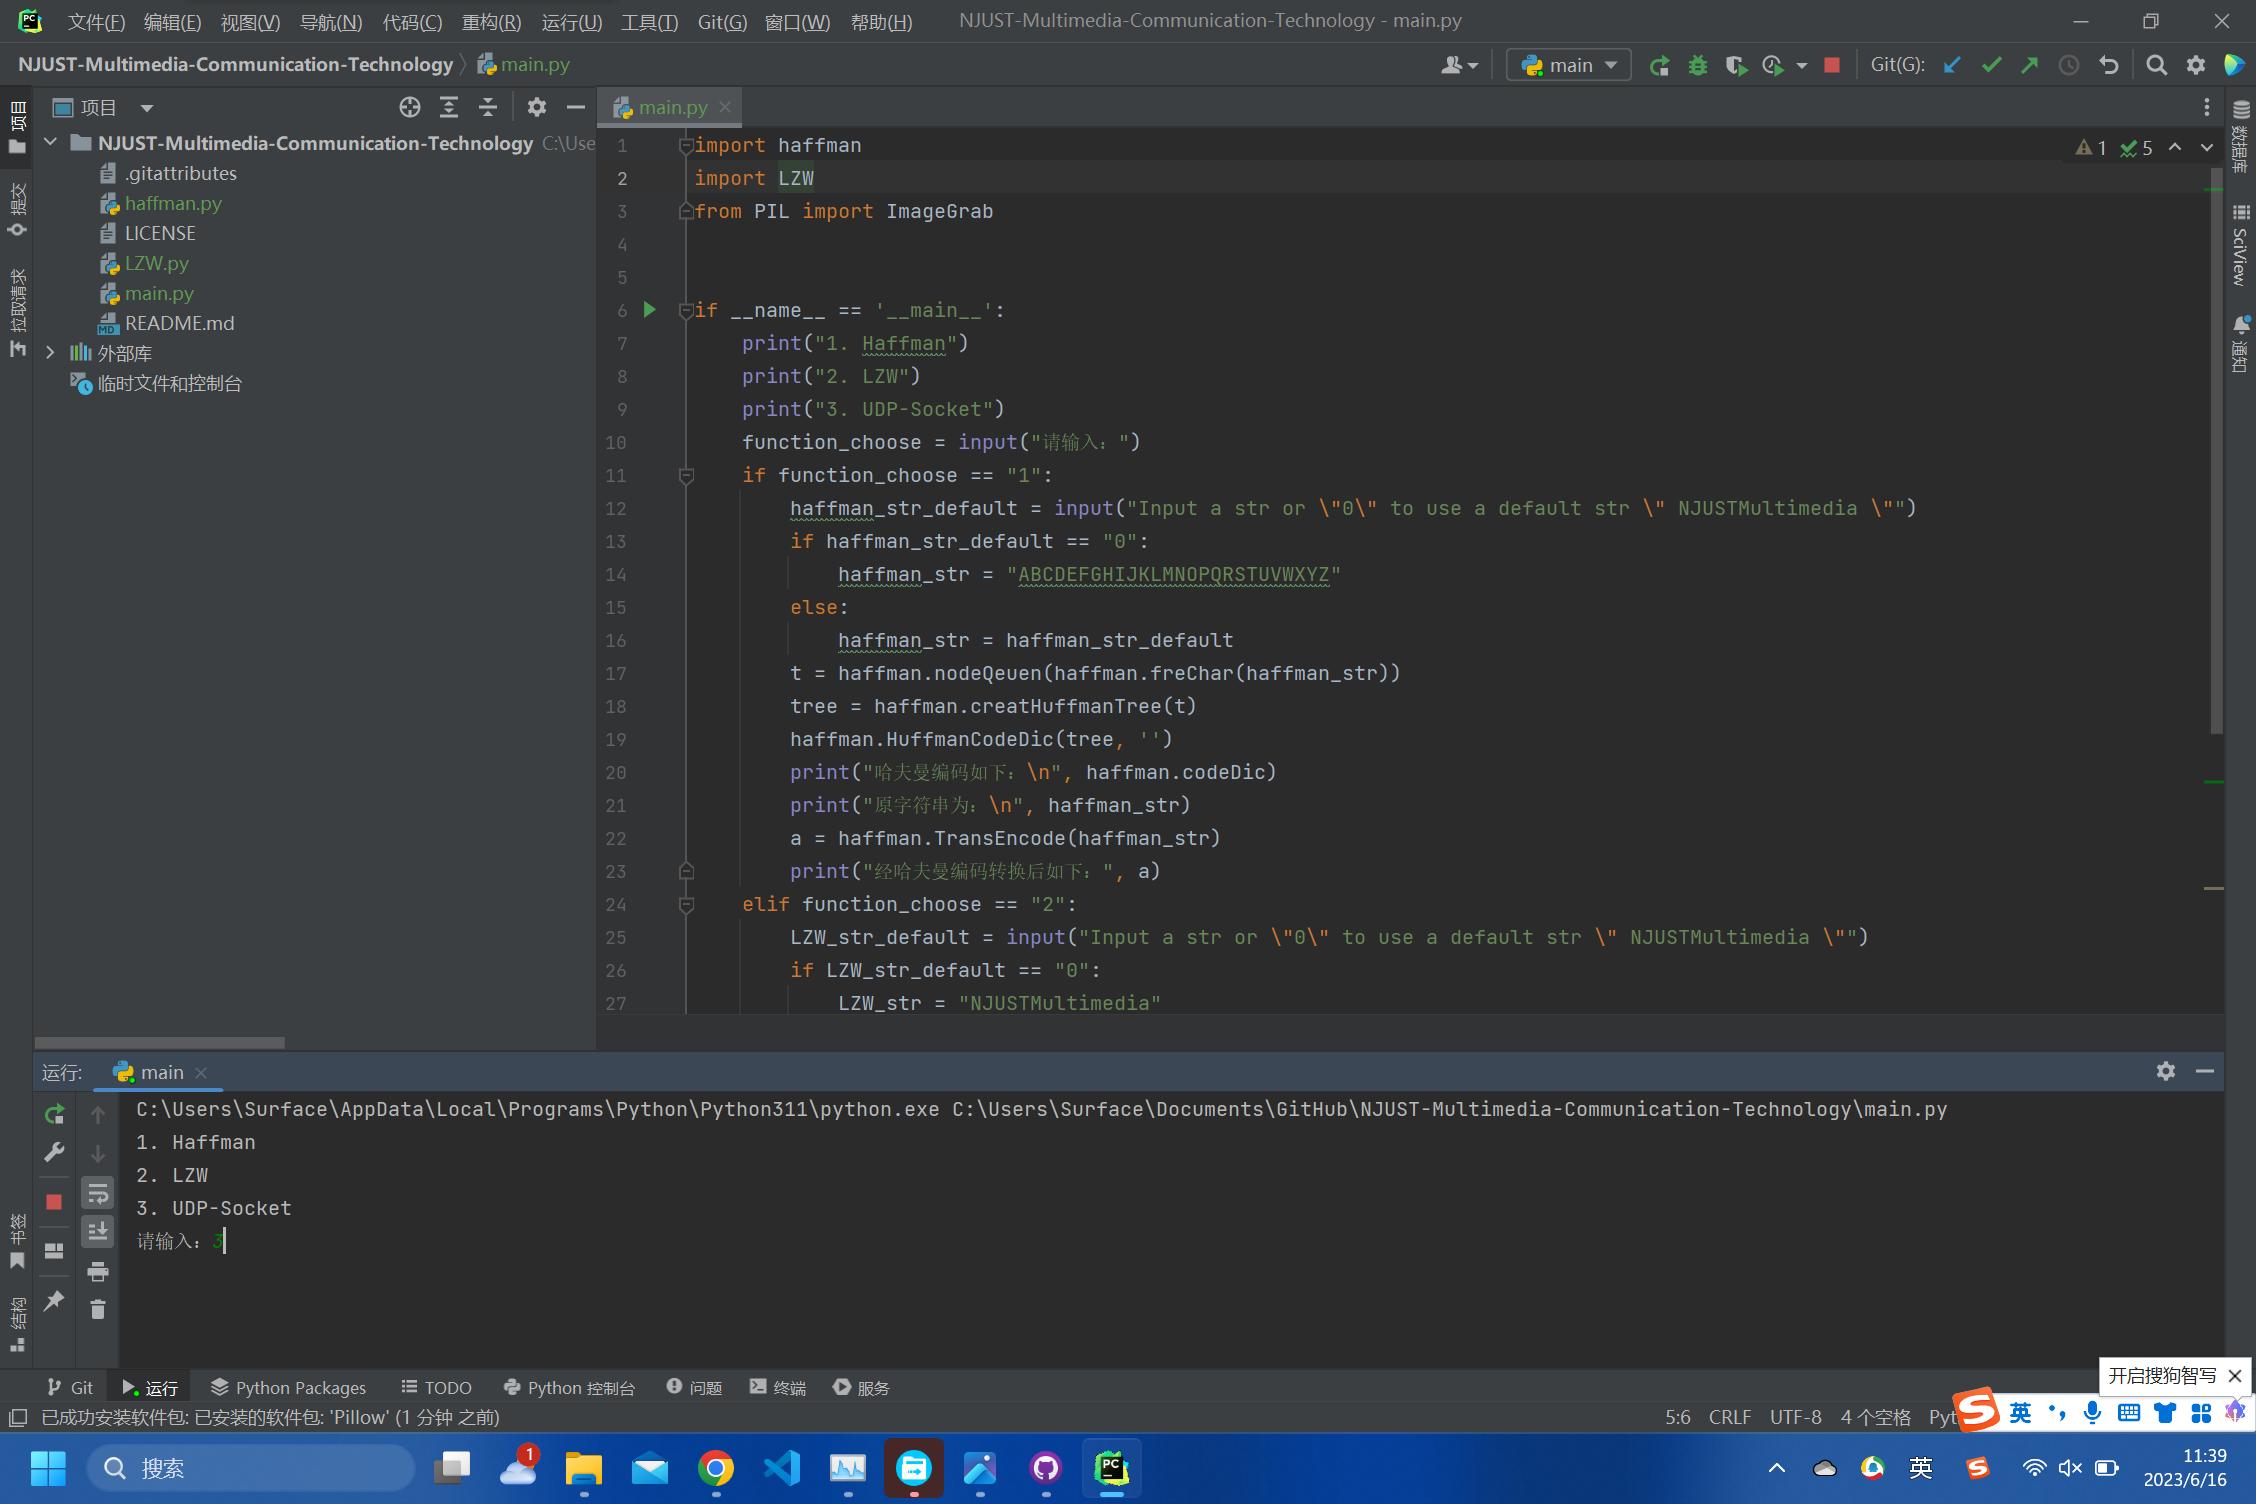 文件(F) 编辑(E) 视图(V) 导航(N) 代码(C) 重构(R) 运行(U) 工具(T) Git(G) 窗口(W) 帮助(H) NJUST-Multimedia-Communication-Technology - main.py
NJUST-Multimedia-Communication-Technology main.py main Git(G):
项目
main.py
NJUST-Multimedia-Communication-Technology C:\Use
.gitattributes
haffman.py
LICENSE
LZW.py
main.py
README.md
外部库
临时文件和控制台
项目
提交
拉取请求
书签
结构
1 import haffman
2 import LZW
3 from PIL import ImageGrab
4
5
6 if __name__ == '__main__':
7 print("1. Haffman")
8 print("2. LZW")
9 print("3. UDP-Socket")
10 function_choose = input("请输入: ")
11 if function_choose == "1":
12 haffman_str_default = input("Input a str or \"0\" to use a default str \" NJUSTMultimedia \"")
13 if haffman_str_default == "0":
14 haffman_str = "ABCDEFGHIJKLMNOPQRSTUVWXYZ"
15 else:
16 haffman_str = haffman_str_default
17 t = haffman.nodeQeuen(haffman.freChar(haffman_str))
18 tree = haffman.creatHuffmanTree(t)
19 haffman.HuffmanCodeDic(tree, '')
20 print("哈夫曼编码如下: \n", haffman.codeDic)
21 print("原字符串为: \n", haffman_str)
22 a = haffman.TransEncode(haffman_str)
23 print("经哈夫曼编码转换后如下: ", a)
24 elif function_choose == "2":
25 LZW_str_default = input("Input a str or \"0\" to use a default str \" NJUSTMultimedia \"")
26 if LZW_str_default == "0":
27 LZW_str = "NJUSTMultimedia"
1 5
数据库
SciView
通知
运行: main
C:\Users\Surface\AppData\Local\Programs\Python\Python311\python.exe C:\Users\Surface\Documents\GitHub\NJUST-Multimedia-Communication-Technology\main.py
1. Haffman
2. LZW
3. UDP-Socket
请输入: 3
Git 运行 Python Packages TODO Python 控制台 问题 终端 服务
开启搜狗智写
已成功安装软件包: 已安装的软件包: 'Pillow' (1 分钟 之前) 5:6 CRLF UTF-8 4 个空格 Pyt 英
搜索 1 英 11:39
2023/6/16